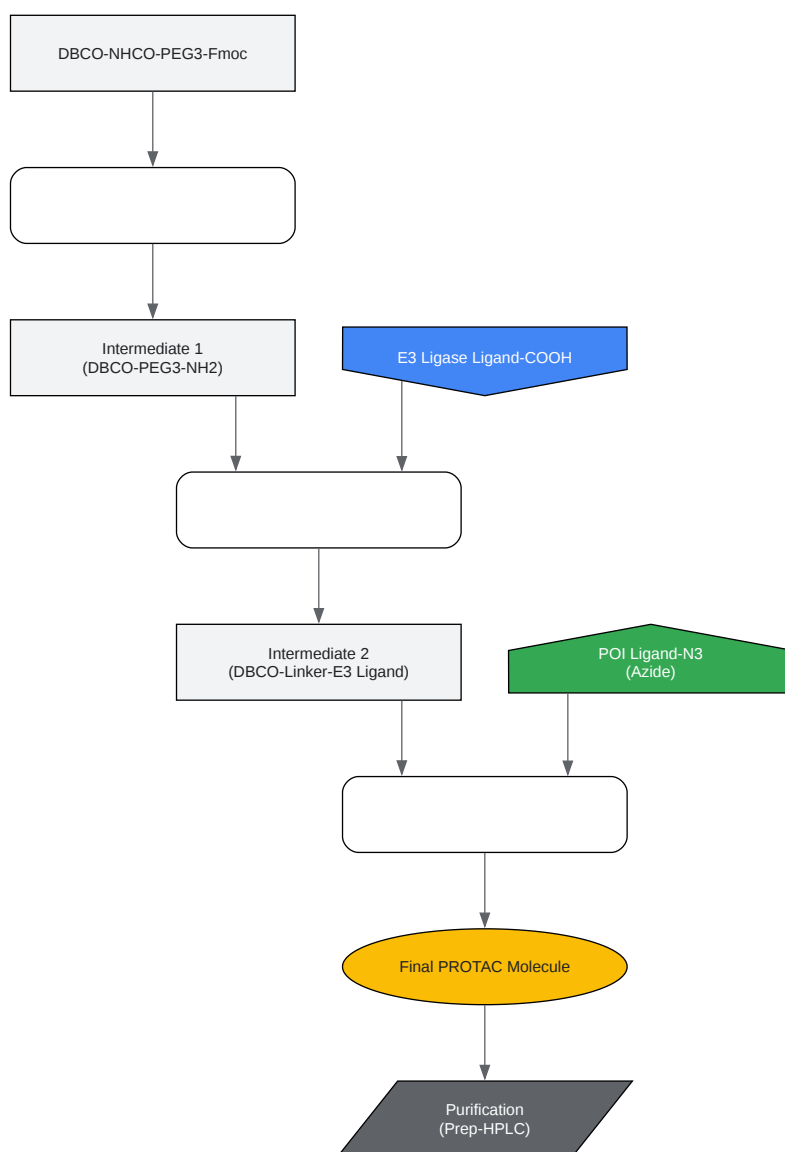 DBCO-NHCO-PEG3-Fmoc
Intermediate 1
(DBCO-PEG3-NH2)
E3 Ligase Ligand-COOH
Intermediate 2
(DBCO-Linker-E3 Ligand)
POI Ligand-N3
(Azide)
Final PROTAC Molecule
Purification
(Prep-HPLC)